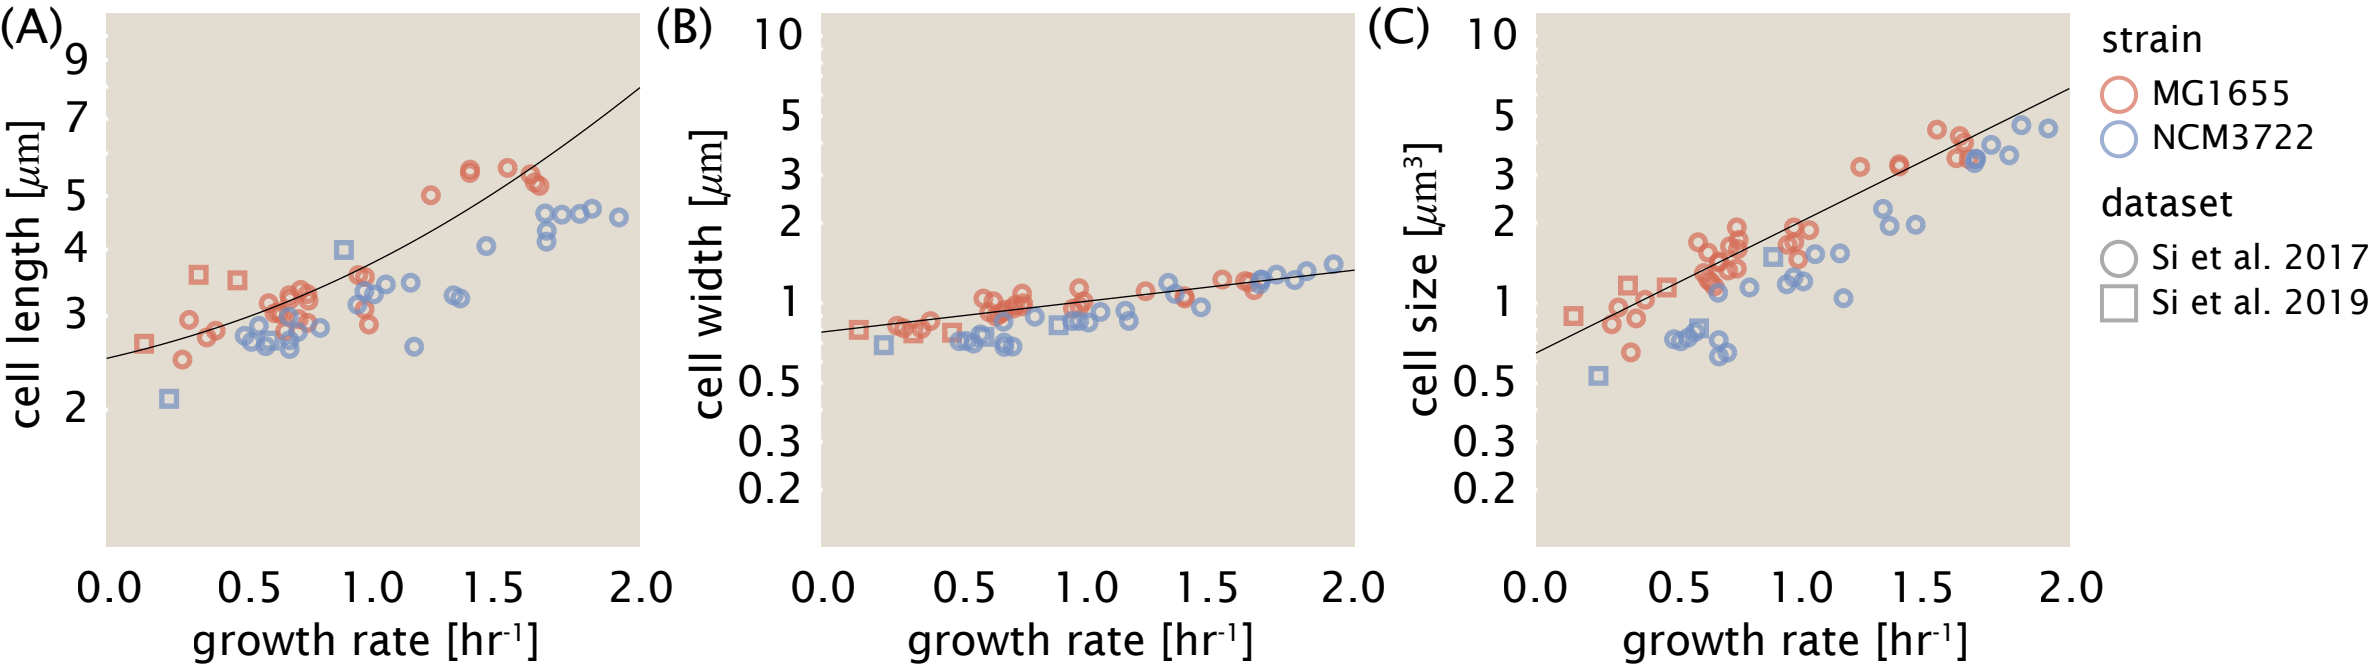 (A)
cell length [μm]
9
7
5
4
3
2
0.0 0.5 1.0 1.5 2.0
growth rate [hr⁻¹]
(B)
cell width [μm]
10
5
3
2
1
0.5
0.3
0.2
0.0 0.5 1.0 1.5 2.0
growth rate [hr⁻¹]
(C)
cell size [μm³]
10
5
3
2
1
0.5
0.3
0.2
0.0 0.5 1.0 1.5 2.0
growth rate [hr⁻¹]
strain
MG1655
NCM3722
dataset
Si et al. 2017
Si et al. 2019